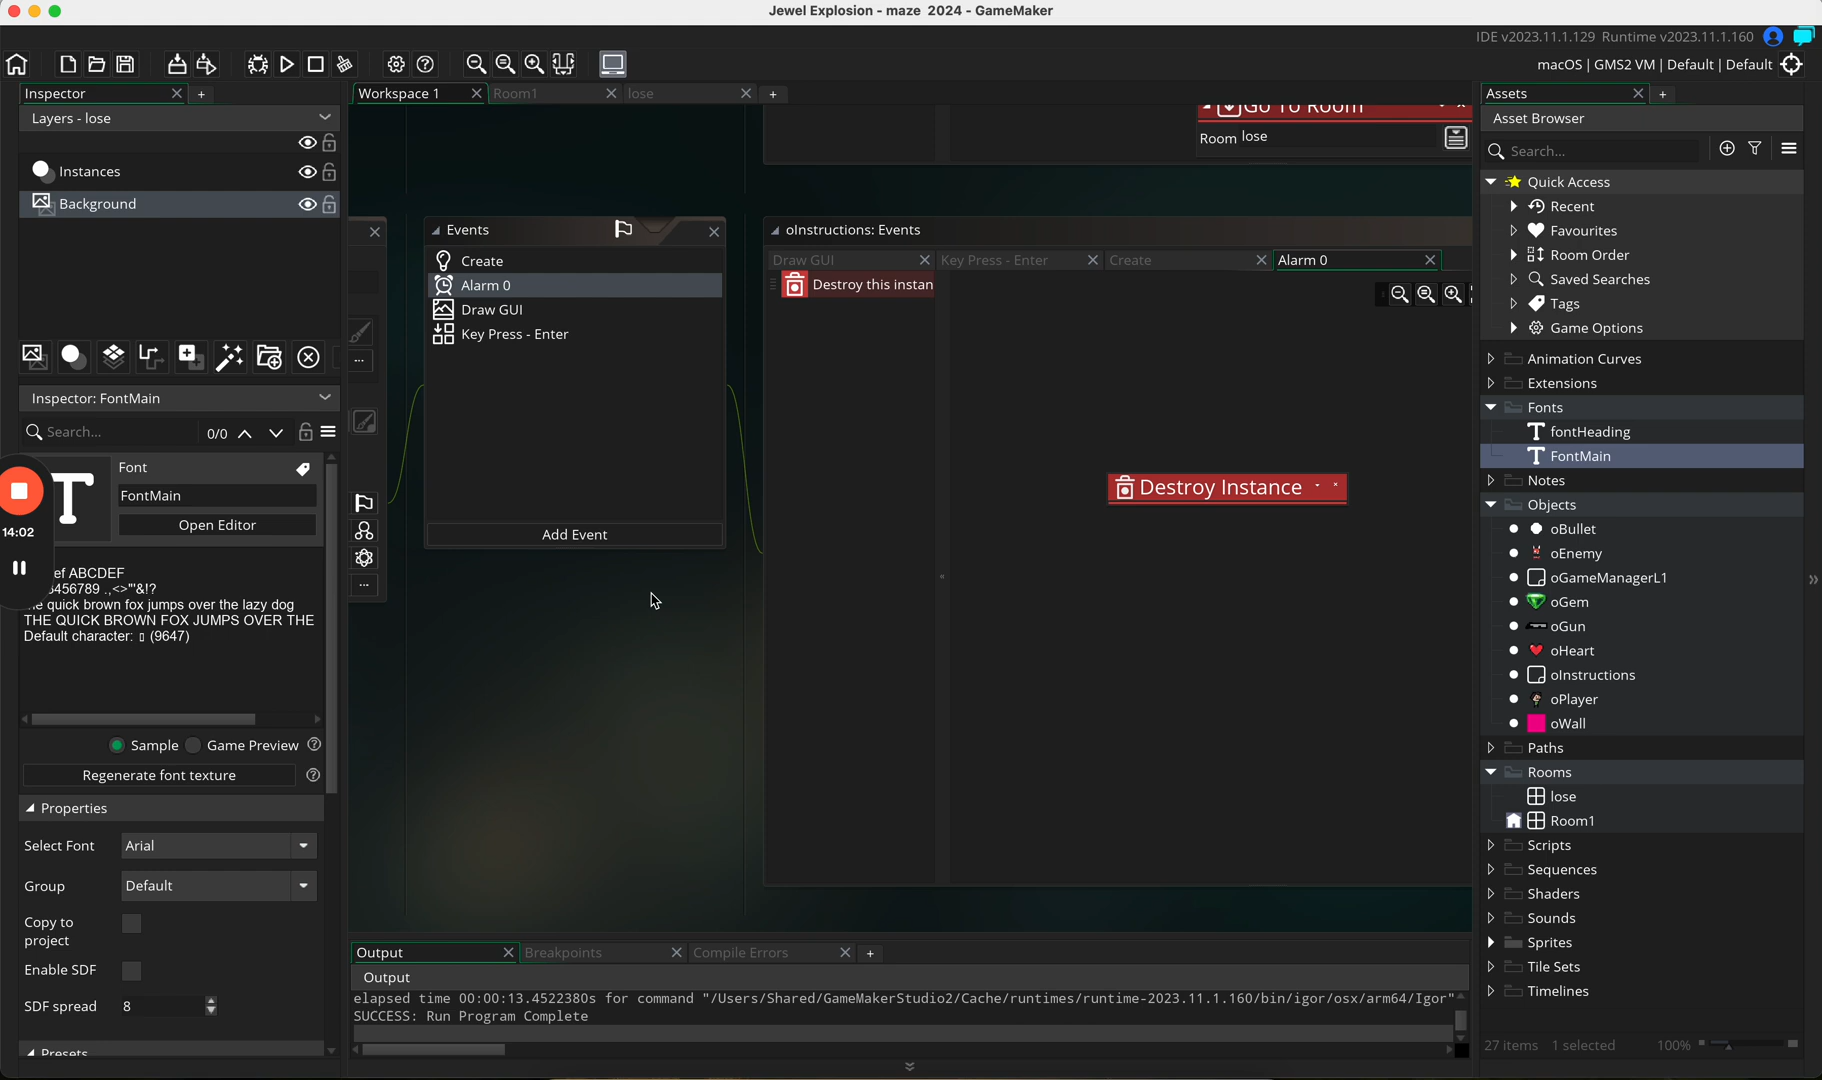 Jewel Explosion - maze 2024 - GameMaker
IDE v2023.11.1.129 Runtime v2023.11.1.160
macOS | GMS2 VM | Default | Default
Inspector
Layers - lose
Instances
Background
Inspector: FontMain
Search...
0/0
Font
FontMain
Open Editor
14:02
ef ABCDEF
456789 .,<>"'&!?
quick brown fox jumps over the lazy dog
THE QUICK BROWN FOX JUMPS OVER THE
Default character: ▯ (9647)
Sample
Game Preview
Regenerate font texture
Properties
Select Font
Arial
Group
Default
Copy to
project
Enable SDF
SDF spread
8
Presets
Workspace 1
Room1
lose
Go To Room
Room lose
Events
Create
Alarm 0
Draw GUI
Key Press - Enter
Add Event
oInstructions: Events
Draw GUI
Key Press - Enter
Create
Alarm 0
Destroy this instan
Destroy Instance
Output
Breakpoints
Compile Errors
Output
elapsed time 00:00:13.4522380s for command "/Users/Shared/GameMakerStudio2/Cache/runtimes/runtime-2023.11.1.160/bin/igor/osx/arm64/Igor"
SUCCESS: Run Program Complete
Assets
Asset Browser
Search...
Quick Access
Recent
Favourites
Room Order
Saved Searches
Tags
Game Options
Animation Curves
Extensions
Fonts
fontHeading
FontMain
Notes
Objects
oBullet
oEnemy
oGameManagerL1
oGem
oGun
oHeart
oInstructions
oPlayer
oWall
Paths
Rooms
lose
Room1
Scripts
Sequences
Shaders
Sounds
Sprites
Tile Sets
Timelines
27 items 1 selected 100%